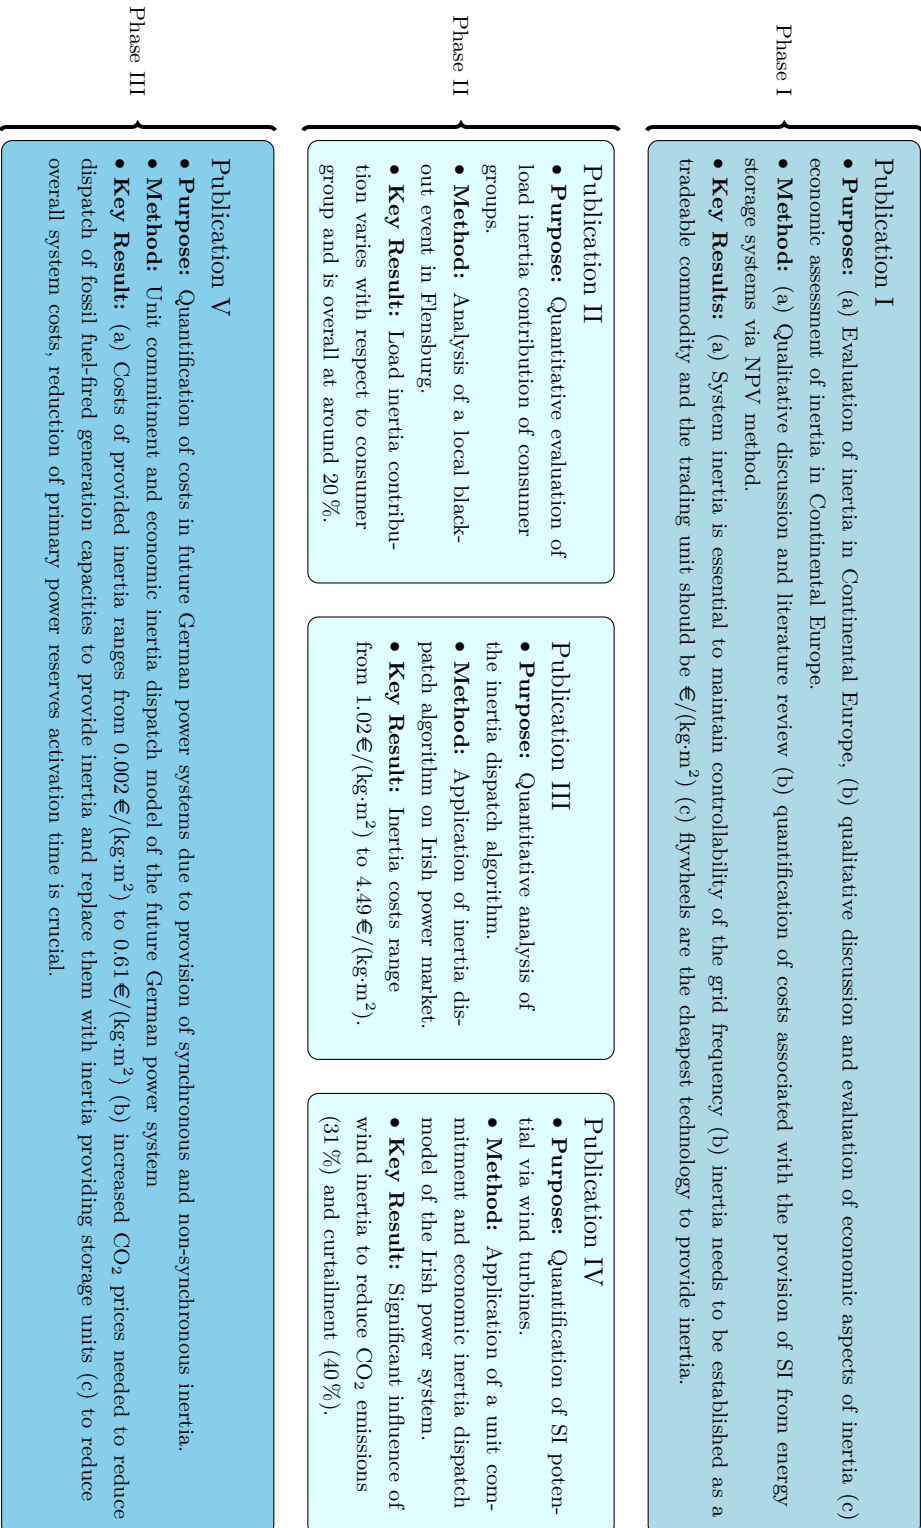 Phase I
Publication I
• Purpose: (a) Evaluation of inertia in Continental Europe, (b) qualitative discussion and evaluation of economic aspects of inertia (c)
economic assessment of inertia in Continental Europe.
• Method: (a) Qualitative discussion and literature review (b) quantification of costs associated with the provision of SI from energy
storage systems via NPV method.
• Key Results: (a) System inertia is essential to maintain controllability of the grid frequency (b) inertia needs to be established as a
tradeable commodity and the trading unit should be €/(kg·m²) (c) flywheels are the cheapest technology to provide inertia.
Phase II
Publication II
• Purpose: Quantitative evaluation of
load inertia contribution of consumer
groups.
• Method: Analysis of a local black-
out event in Flensburg.
• Key Result: Load inertia contribu-
tion varies with respect to consumer
group and is overall at around 20 %.
Publication III
• Purpose: Quantitative analysis of
the inertia dispatch algorithm.
• Method: Application of inertia dis-
patch algorithm on Irish power market.
• Key Result: Inertia costs range
from 1.02 €/(kg·m²) to 4.49 €/(kg·m²).
Publication IV
• Purpose: Quantification of SI poten-
tial via wind turbines.
• Method: Application of a unit com-
mitment and economic inertia dispatch
model of the Irish power system.
• Key Result: Significant influence of
wind inertia to reduce CO₂ emissions
(31 %) and curtailment (40%).
Phase III
Publication V
• Purpose: Quantification of costs in future German power systems due to provision of synchronous and non-synchronous inertia.
• Method: Unit commitment and economic inertia dispatch model of the future German power system
• Key Result: (a) Costs of provided inertia ranges from 0.002 €/(kg·m²) to 0.61 €/(kg·m²) (b) increased CO₂ prices needed to reduce
dispatch of fossil fuel-fired generation capacities to provide inertia and replace them with inertia providing storage units (c) to reduce
overall system costs, reduction of primary power reserves activation time is crucial.